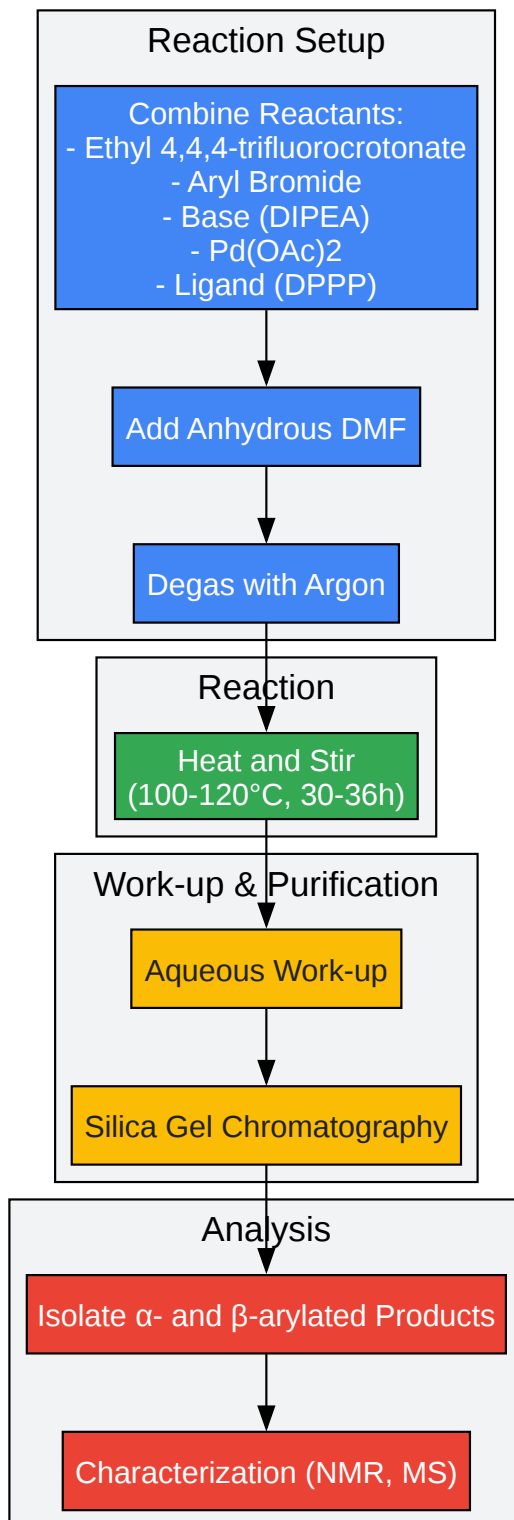 Reaction Setup
Combine Reactants:
- Ethyl 4,4,4-trifluorocrotonate
- Aryl Bromide
- Base (DIPEA)
- Pd(OAc)2
- Ligand (DPPP)
Add Anhydrous DMF
Degas with Argon
Reaction
Heat and Stir
(100-120°C, 30-36h)
Work-up & Purification
Aqueous Work-up
Silica Gel Chromatography
Analysis
Isolate α- and β-arylated Products
Characterization (NMR, MS)